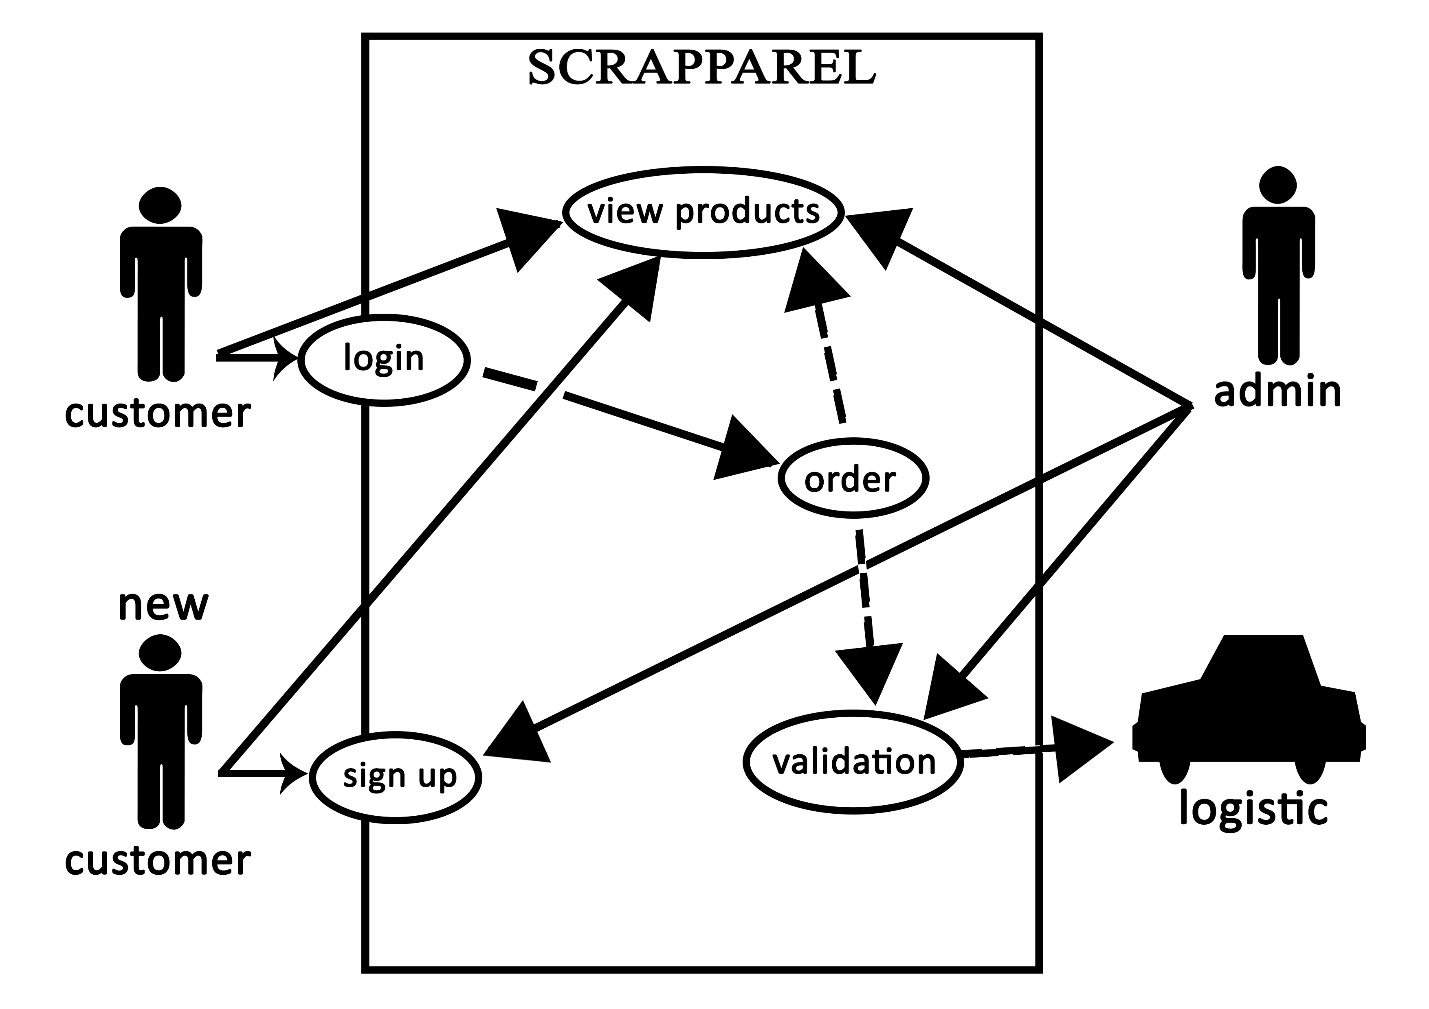 SCRAPPAREL
view products
login
customer
admin
order
new
customer
sign up
validation
logistic